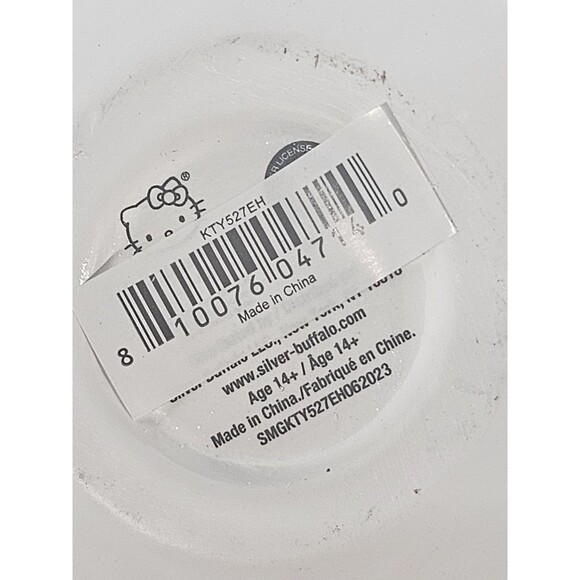 ®
KTY527EH
8 10076 047 0
Made in China
www.silver-buffalo.com
Age 14+ / Âge 14+
Made in China./Fabriqué en Chine.
SMGKTY527EH062023